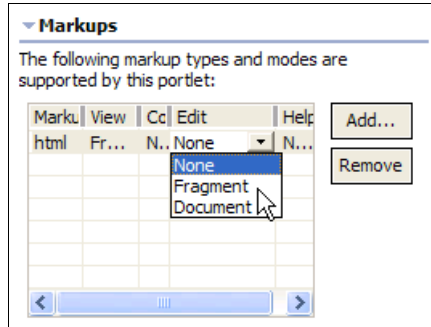 Markups
The following markup types and modes are
supported by this portlet:
Marku View Cc Edit Help
html Fr... N.. None N...
None
Fragment
Document
Add...
Remove